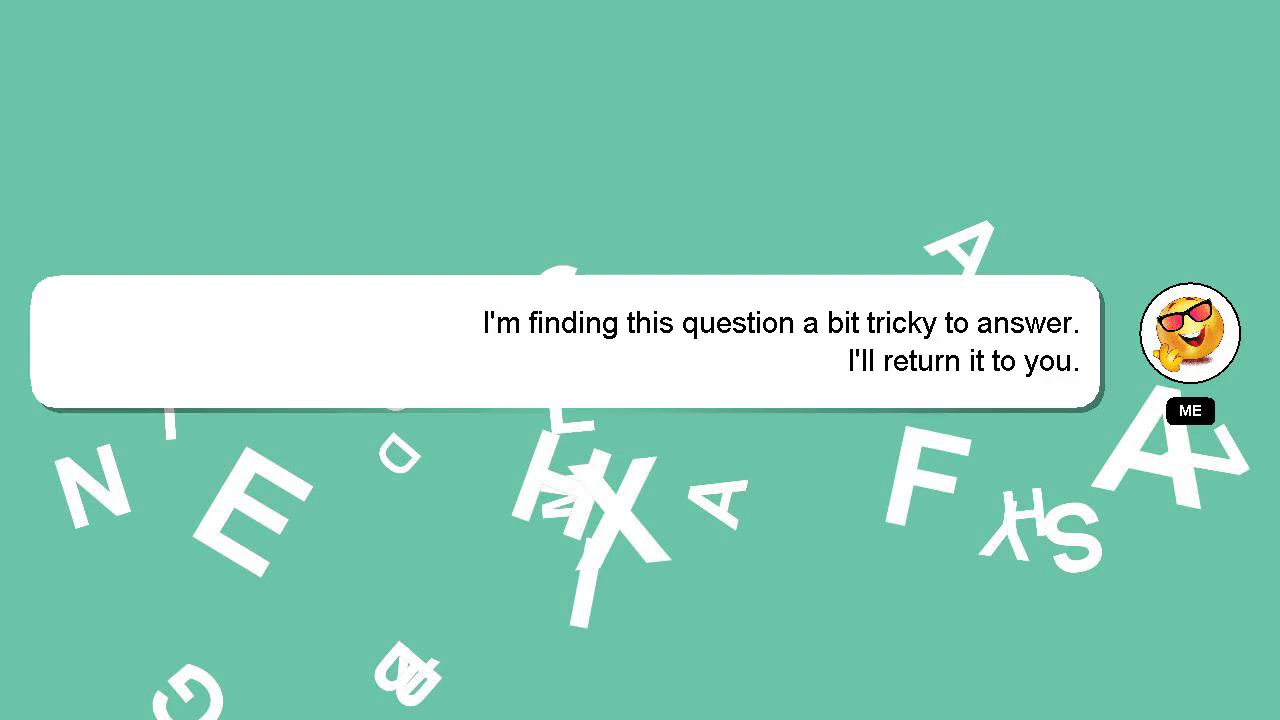 I'm finding this question a bit tricky to answer.
I'll return it to you.
ME
A
N
E
D
X
A
F
A
S
G